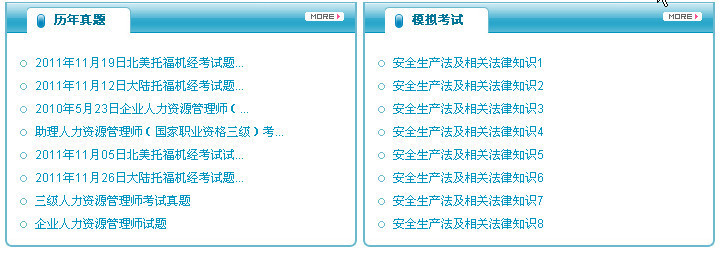 历年真题
MORE
2011年11月19日北美托福机经考试题...
2011年11月12日大陆托福机经考试题...
2010年5月23日企业人力资源管理师（...
助理人力资源管理师（国家职业资格三级）考...
2011年11月05日北美托福机经考试试...
2011年11月26日大陆托福机经考试题...
三级人力资源管理师考试真题
企业人力资源管理师试题
模拟考试
MORE
安全生产法及相关法律知识1
安全生产法及相关法律知识2
安全生产法及相关法律知识3
安全生产法及相关法律知识4
安全生产法及相关法律知识5
安全生产法及相关法律知识6
安全生产法及相关法律知识7
安全生产法及相关法律知识8